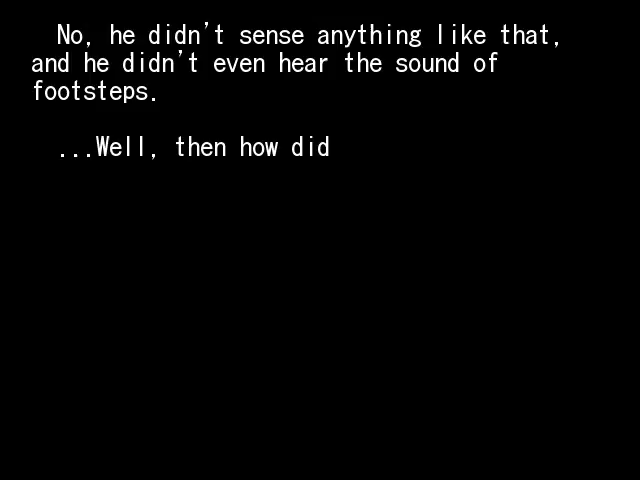 No, he didn't sense anything like that,
and he didn't even hear the sound of
footsteps.
...Well, then how did